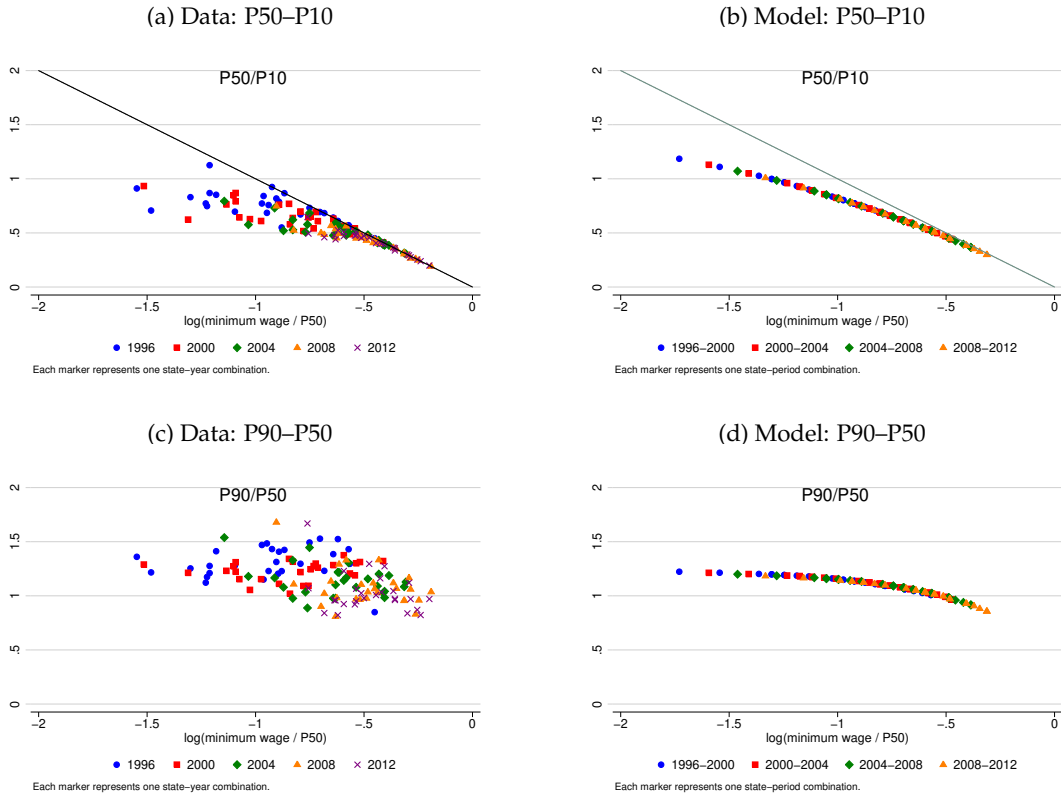 (a) Data: P50–P10
P50/P10
2
1.5
1
.5
0
−2 −1.5 −1 −.5 0
log(minimum wage / P50)
1996 2000 2004 2008 2012
Each marker represents one state−year combination.
(b) Model: P50–P10
P50/P10
2
1.5
1
.5
0
−2 −1.5 −1 −.5 0
log(minimum wage / P50)
1996−2000 2000−2004 2004−2008 2008−2012
Each marker represents one state−period combination.
(c) Data: P90–P50
P90/P50
2
1.5
1
.5
0
−2 −1.5 −1 −.5 0
log(minimum wage / P50)
1996 2000 2004 2008 2012
Each marker represents one state−year combination.
(d) Model: P90–P50
P90/P50
2
1.5
1
.5
0
−2 −1.5 −1 −.5 0
log(minimum wage / P50)
1996−2000 2000−2004 2004−2008 2008−2012
Each marker represents one state−period combination.